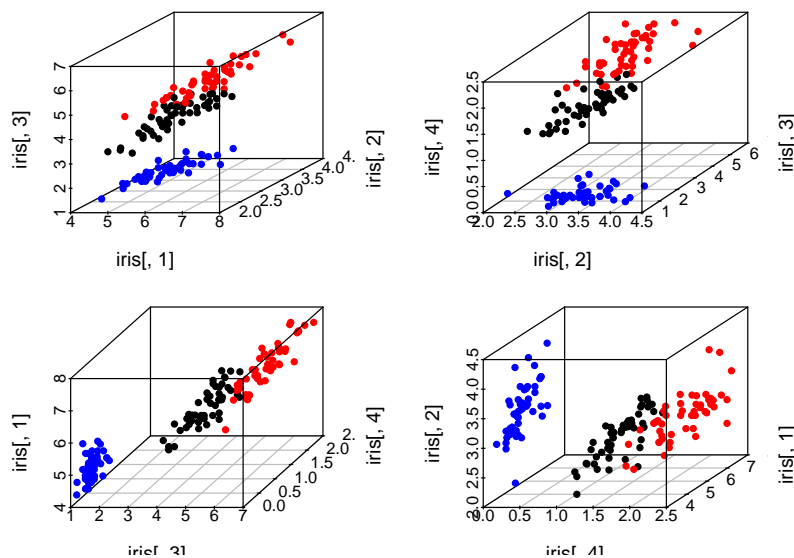 7
6
5
4
3
2
1
4 5 6 7 8
2.0 2.5 3.0 3.5 4.0 4.
iris[, 3]
iris[, 2]
iris[, 1]
2.5
2.0
1.5
1.0
0.5
0.0
2.0 2.5 3.0 3.5 4.0 4.5
1 2 3 4 5 6
iris[, 4]
iris[, 3]
iris[, 2]
8
7
6
5
4
1 2 3 4 5 6 7
0.0 0.5 1.0 1.5 2.0 2.
iris[, 1]
iris[, 4]
iris[, 3]
4.5
4.0
3.5
3.0
2.5
2.0
0.0 0.5 1.0 1.5 2.0 2.5
4 5 6 7
iris[, 2]
iris[, 1]
iris[, 4]